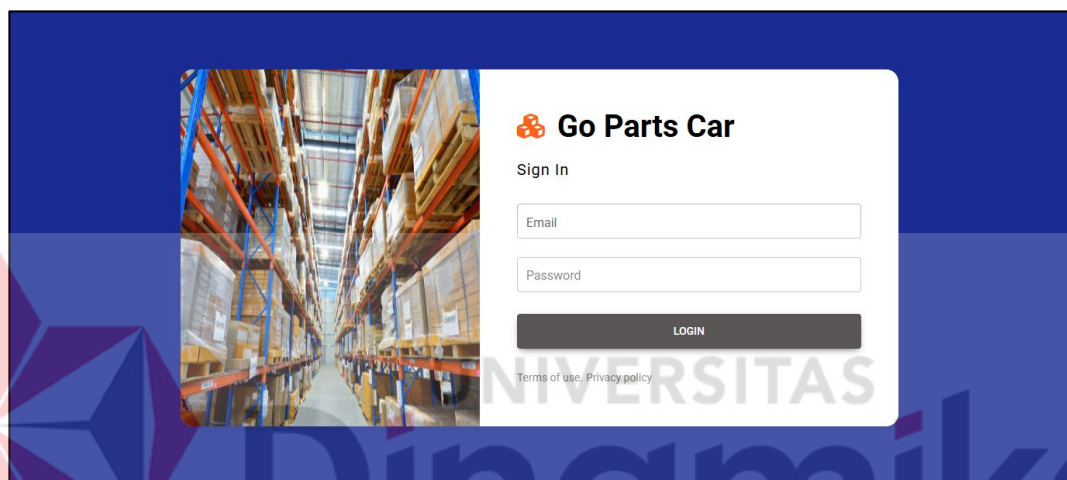 Go Parts Car
Sign In
Email
Password
LOGIN
Terms of use. Privacy policy
UNIVERSITAS
Dinamika